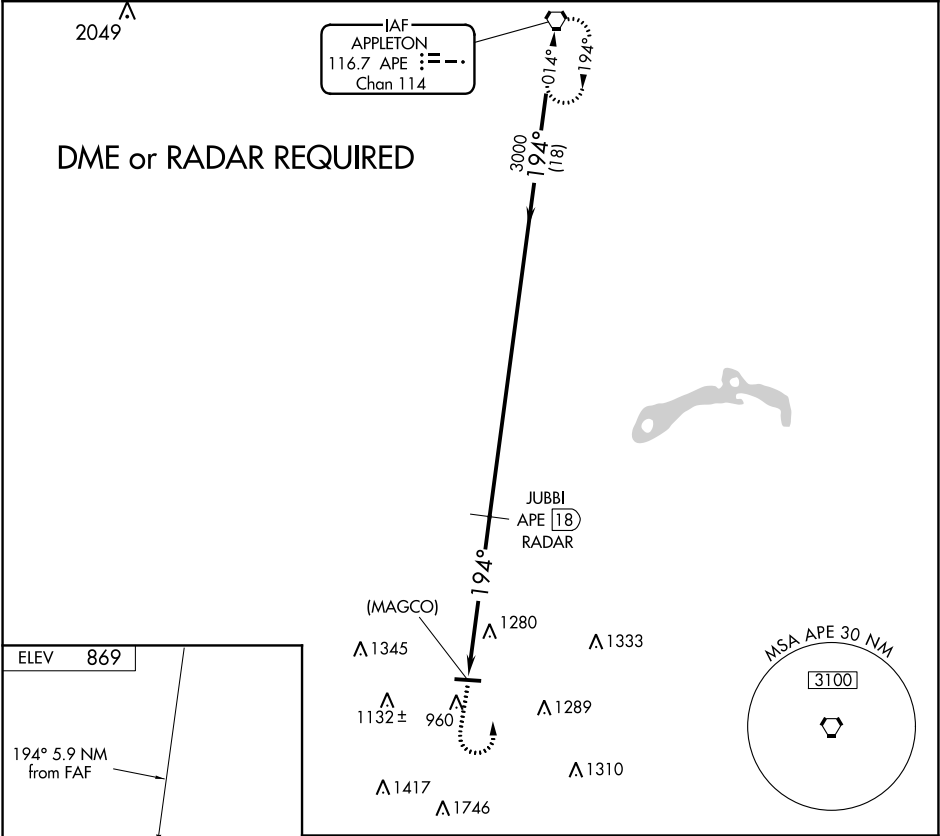 2049
IAF
APPLETON
116.7 APE
Chan 114
014°
194°
DME or RADAR REQUIRED
3000
194°
(18)
JUBBI
APE 18
RADAR
194°
(MAGCO)
1280
1345
1333
ELEV 869
MSA APE 30 NM
3100
1132 ±
960
1289
194° 5.9 NM
from FAF
1310
1417
1746